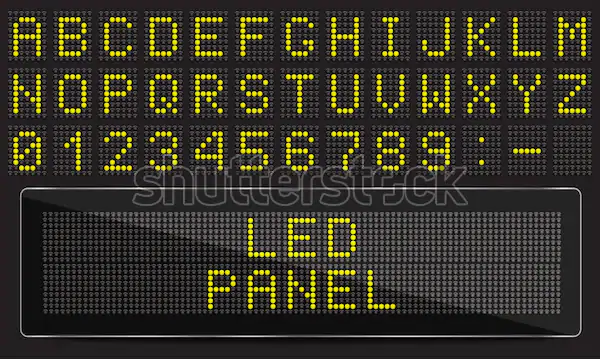 ABCDEFGHIJKLM
NOPQRSTUVWXYZ
0123456789:-
shutterstock
LED
PANEL